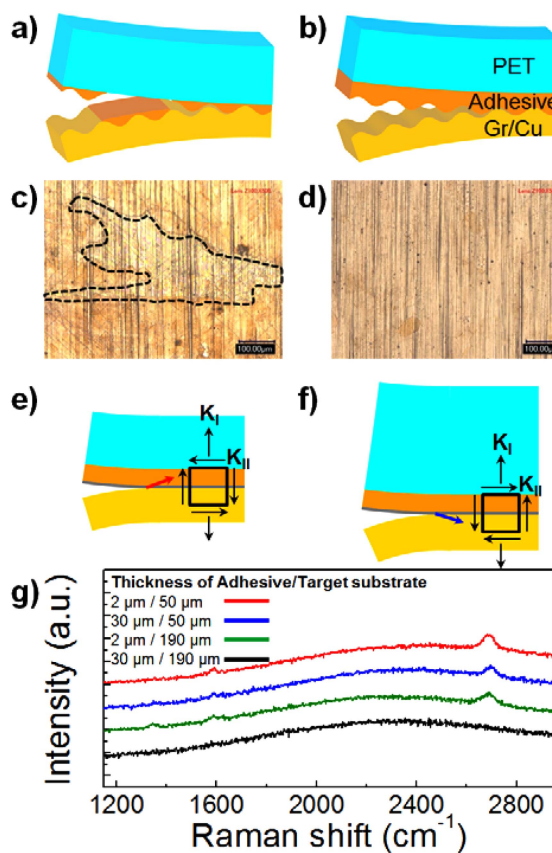 a)
b)
PET
Adhesive
Gr/Cu
c)
d)
100.00μm
100.00μm
e)
f)
K_I
K_II
K_I
K_II
g)
Thickness of Adhesive/Target substrate
2 μm / 50 μm
30 μm / 50 μm
2 μm / 190 μm
30 μm / 190 μm
Intensity (a.u.)
1200 1600 2000 2400 2800
Raman shift (cm⁻¹)